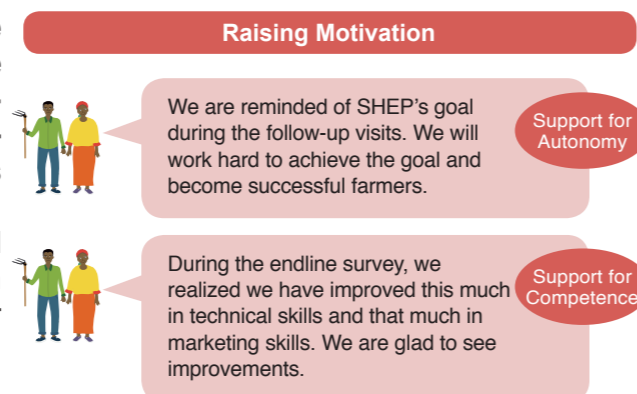 Raising Motivation
We are reminded of SHEP's goal
during the follow-up visits. We will
work hard to achieve the goal and
become successful farmers.
Support for
Autonomy
During the endline survey, we
realized we have improved this much
in technical skills and that much in
marketing skills. We are glad to see
improvements.
Support for
Competence